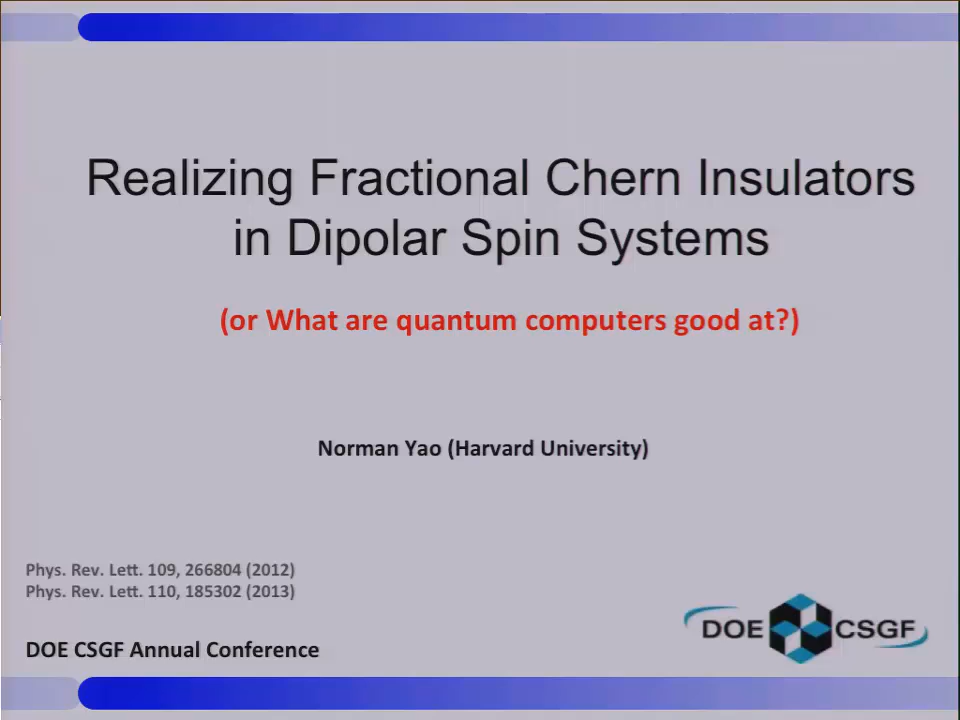 Realizing Fractional Chern Insulators
in Dipolar Spin Systems
(or What are quantum computers good at?)
Norman Yao (Harvard University)
Phys. Rev. Lett. 109, 266804 (2012)
Phys. Rev. Lett. 110, 185302 (2013)
DOE CSGF Annual Conference
DOE CSGF